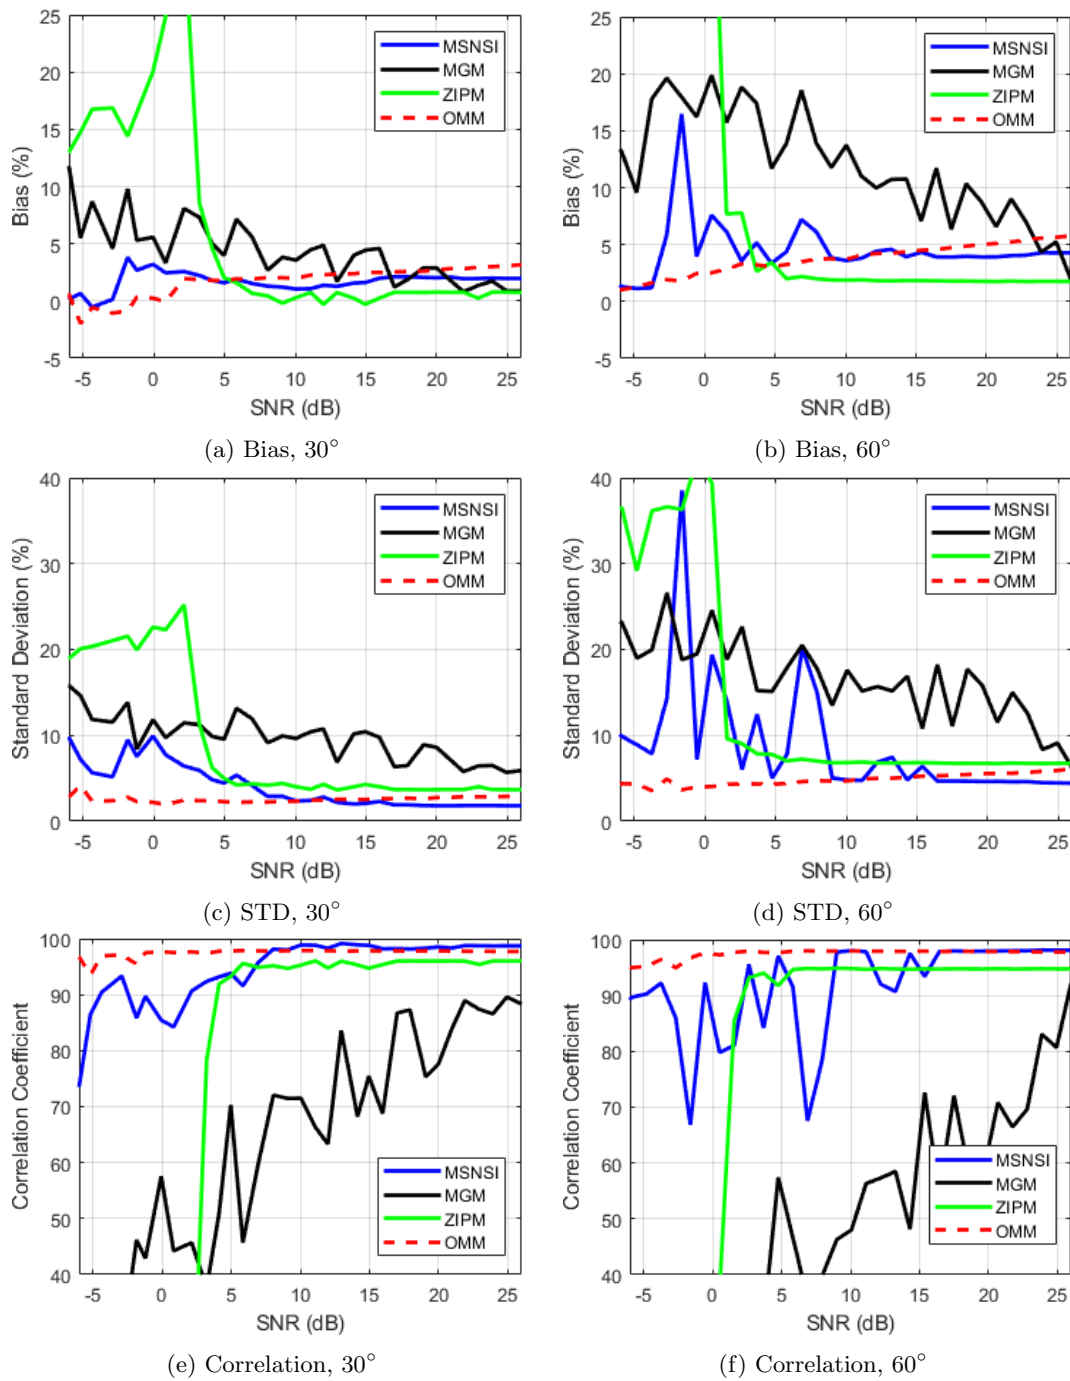 25
20
15
10
5
0
-5
Bias (%)
MSNSI
MGM
ZIPM
OMM
-5 0 5 10 15 20 25
SNR (dB)
(a) Bias, 30°
25
20
15
10
5
0
-5
Bias (%)
MSNSI
MGM
ZIPM
OMM
-5 0 5 10 15 20 25
SNR (dB)
(b) Bias, 60°
40
30
20
10
0
Standard Deviation (%)
MSNSI
MGM
ZIPM
OMM
-5 0 5 10 15 20 25
SNR (dB)
(c) STD, 30°
40
30
20
10
0
Standard Deviation (%)
MSNSI
MGM
ZIPM
OMM
-5 0 5 10 15 20 25
SNR (dB)
(d) STD, 60°
100
90
80
70
60
50
40
Correlation Coefficient
MSNSI
MGM
ZIPM
OMM
-5 0 5 10 15 20 25
SNR (dB)
(e) Correlation, 30°
100
90
80
70
60
50
40
Correlation Coefficient
MSNSI
MGM
ZIPM
OMM
-5 0 5 10 15 20 25
SNR (dB)
(f) Correlation, 60°